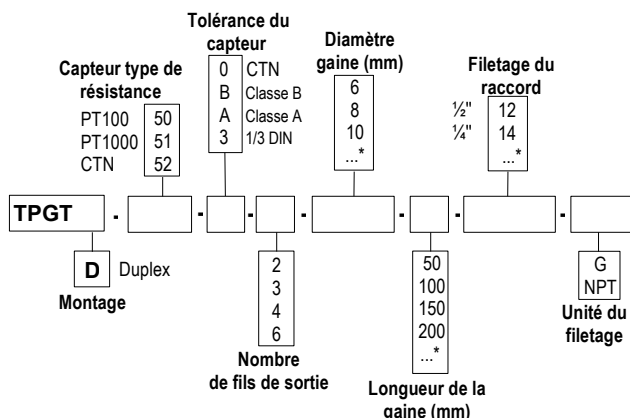 Tolérance du
capteur
0 CTN
B Classe B
A Classe A
3 1/3 DIN
Diamètre
gaine (mm)
6
8
10
...*
Capteur type de
résistance
PT100 50
PT1000 51
CTN 52
Filetage du
raccord
½" 12
¼" 14
...*
TPGT - - - - - - -
D Duplex
Montage
2
3
4
6
Nombre
de fils de sortie
50
100
150
200
...*
Longueur de la
gaine (mm)
G
NPT
Unité du
filetage